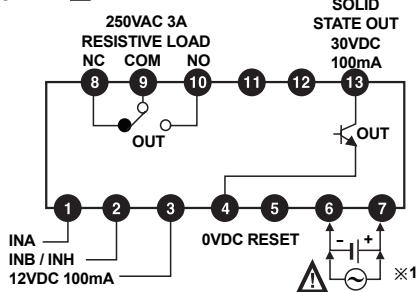 SOLID
STATE OUT
30VDC
100mA
250VAC 3A
RESISTIVE LOAD
NC COM NO
8 9 10 11 12 13
OUT
OUT
1 2 3 4 5 6 7
INA
INB / INH
12VDC 100mA
0VDC RESET
- +
※1